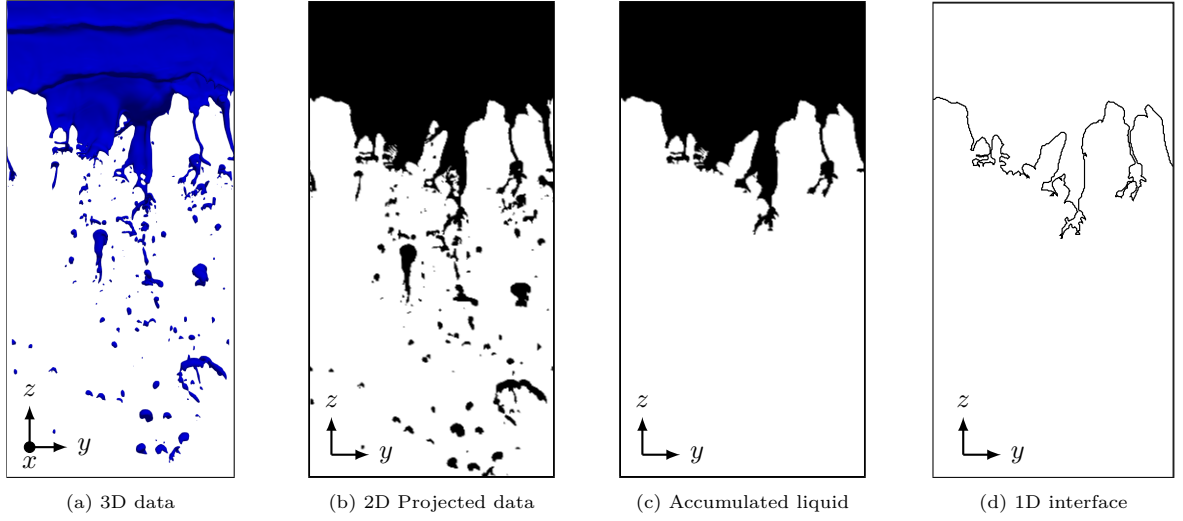 z
y
x
z
y
z
y
z
y
(a) 3D data
(b) 2D Projected data
(c) Accumulated liquid
(d) 1D interface